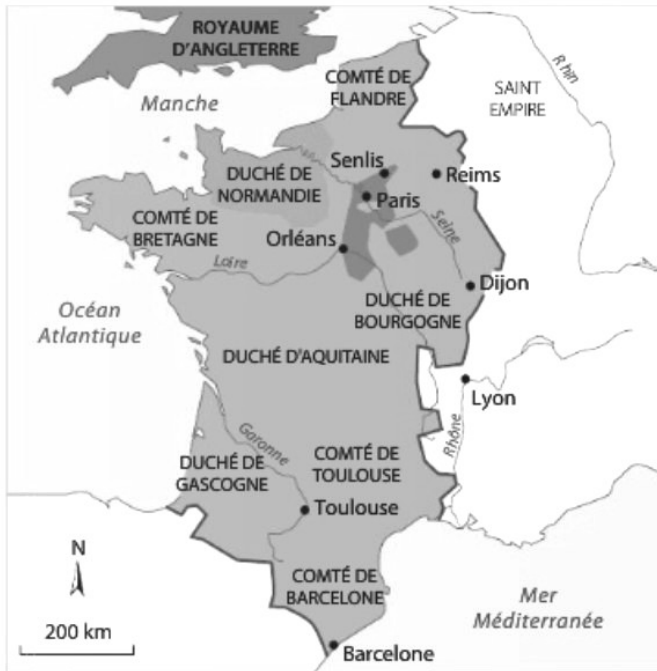 ROYAUME
D'ANGLETERRE
Manche
COMTÉ DE
FLANDRE
SAINT
EMPIRE
Rhin
DUCHÉ DE
NORMANDIE
Senlis
Reims
Paris
COMTÉ DE
BRETAGNE
Orléans
Seine
Loire
Dijon
Océan
Atlantique
DUCHÉ DE
BOURGOGNE
DUCHÉ D'AQUITAINE
Lyon
Rhône
Garonne
DUCHÉ DE
GASCOGNE
COMTÉ DE
TOULOUSE
Toulouse
N
COMTÉ DE
BARCELONE
Mer
Méditerranée
200 km
Barcelone